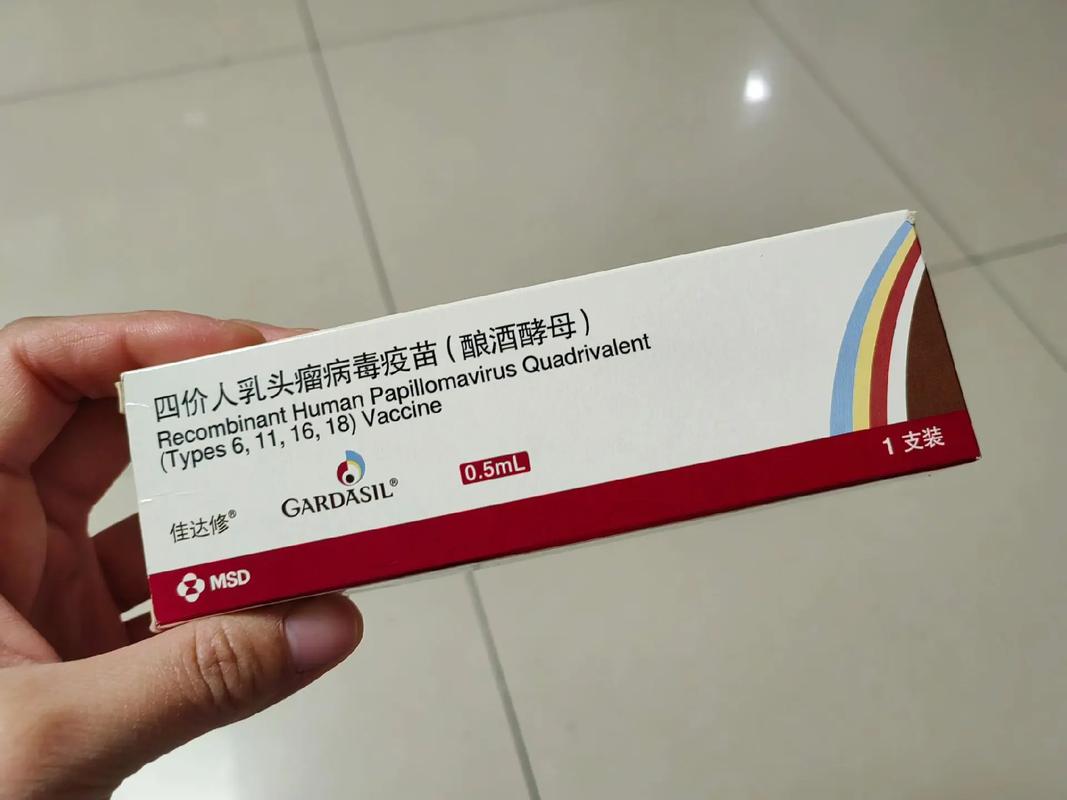 四价人乳头瘤病毒疫苗(酿酒酵母)
Recombinant Human Papillomavirus Quadrivalent
(Types 6, 11, 16, 18) Vaccine
佳达修®
GARDASIL®
0.5mL
MSD
1 支装